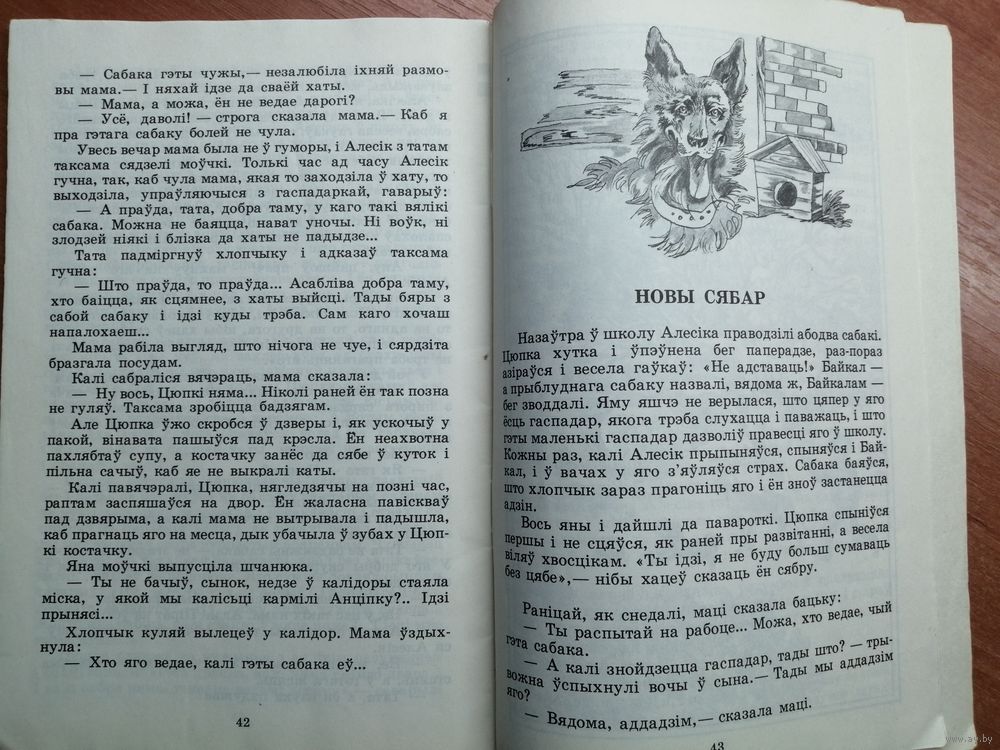 — Сабака гэты чужы,— незалюбіла іхняй размо-
вы мама.— І няхай ідзе да сваёй хаты.
— Мама, а можа, ён не ведае дарогі?
— Усё, даволі! — строга сказала мама.— Каб я
пра гэтага сабаку болей не чула.
Увесь вечар мама была не ў гуморы, і Алесік з татам
таксама сядзелі моўчкі. Толькі час ад часу Алесік
гучна, так, каб чула мама, якая то заходзіла ў хату, то
выходзіла, упраўляючыся з гаспадаркай, гаварыў:
— А праўда, тата, добра таму, у каго такі вялікі
сабака. Можна не баяцца, нават уночы. Ні воўк, ні
злодзей ніякі і блізка да хаты не падыдзе...
Тата падміргнуў хлопчыку і адказаў таксама
гучна:
— Што праўда, то праўда... Асабліва добра таму,
хто баіцца, як сцямнее, з хаты выйсці. Тады бяры з
сабой сабаку і ідзі куды трэба. Сам каго хочаш
напалохаеш...
Мама рабіла выгляд, што нічога не чуе, і сярдзіта
бразгала посудам.
Калі сабраліся вячэраць, мама сказала:
— Ну вось, Цюпкі няма... Ніколі раней ён так позна
не гуляў. Таксама зробіцца бадзягам.
Але Цюпка ўжо скробся ў дзверы і, як ускочыў у
пакой, вінавата пашыўся пад крэсла. Ён неахвотна
пахлябтаў супу, а костачку занёс да сябе ў куток і
пільна сачыў, каб яе не выкралі каты.
Калі павячэралі, Цюпка, нягледзячы на позні час,
раптам заспяшаўся на двор. Ён жаласна павіскваў
пад дзвярыма, а калі мама не вытрывала і падышла,
каб прагнаць яго на месца, дык убачыла ў зубах у Цюп-
кі костачку.
Яна моўчкі выпусціла шчанюка.
— Ты не бачыў, сынок, недзе ў калідоры стаяла
міска, у якой мы калісьці кармілі Анціпку?.. Ідзі
прынясі...
Хлопчык куляй вылецеў у калідор. Мама ўздых-
нула:
— Хто яго ведае, калі гэты сабака еў...
42
НОВЫ СЯБАР
Назаўтра ў школу Алесіка праводзілі абодва сабакі.
Цюпка хутка і ўпэўнена бег паперадзе, раз-пораз
азіраўся і весела гаўкаў: «Не адставаць!» Байкал —
а прыблуднага сабаку назвалі, вядома ж, Байкалам —
бег зводдалі. Яму яшчэ не верылася, што цяпер у яго
ёсць гаспадар, якога трэба слухацца і паважаць, і што
гэты маленькі гаспадар дазволіў правесці яго ў школу.
Кожны раз, калі Алесік прыпыняўся, спыняўся і Бай-
кал, і ў вачах у яго з’яўляўся страх. Сабака баяўся,
што хлопчык зараз прагоніць яго і ён зноў застанецца
адзін.
Вось яны і дайшлі да павароткі. Цюпка спыніўся
першы і не сцяўся, як раней пры развітанні, а весела
віляў хвосцікам. «Ты ідзі, я не буду больш сумаваць
без цябе»,— нібы хацеў сказаць ён сябру.
Раніцай, як снедалі, маці сказала бацьку:
— Ты распытай на рабоце... Можа, хто ведае, чый
гэта сабака.
— А калі знойдзецца гаспадар, тады што? — тры-
вожна ўспыхнулі вочы ў сына.— Тады мы аддадзім
яго?
— Вядома, аддадзім,— сказала маці.
43
www.ay.by